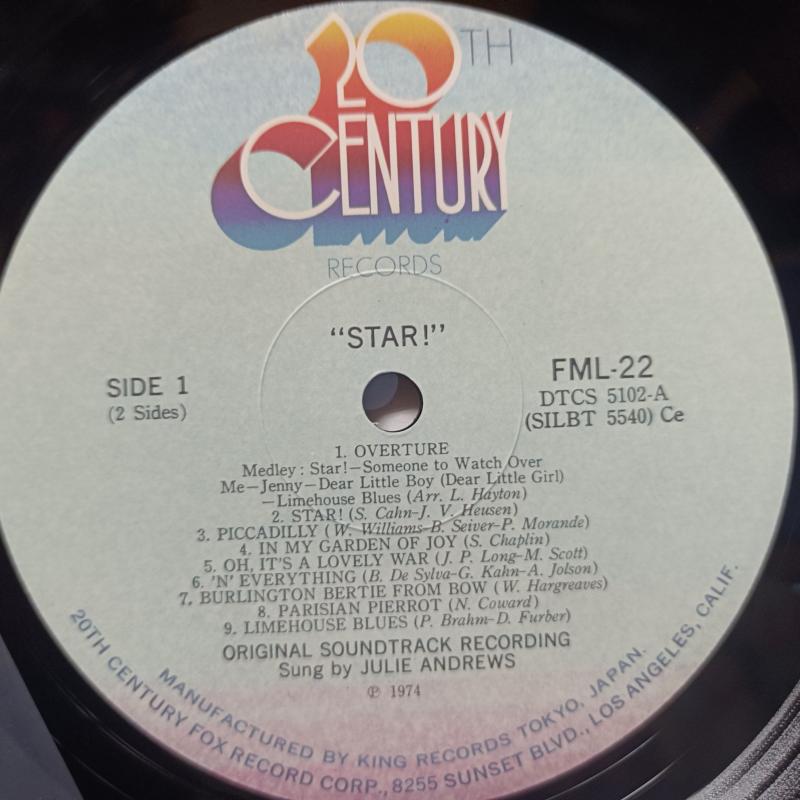 20TH
CENTURY
RECORDS
"STAR!"
SIDE 1
(2 Sides)
FML-22
DTCS 5102-A
(SILBT 5540) Ce
1. OVERTURE
Medley : Star!—Someone to Watch Over
Me—Jenny—Dear Little Boy (Dear Little Girl)
—Limehouse Blues (Arr. L. Hayton)
2. STAR! (S. Cahn-J. V. Heusen)
3. PICCADILLY (W. Williams-B. Seiver-P. Morande)
4. IN MY GARDEN OF JOY (S. Chaplin)
5. OH, IT'S A LOVELY WAR (J. P. Long-M. Scott)
6. 'N' EVERYTHING (B. De Sylva-G. Kahn-A. Jolson)
7. BURLINGTON BERTIE FROM BOW (W. Hargreaves)
8. PARISIAN PIERROT (N. Coward)
9. LIMEHOUSE BLUES (P. Brahm-D. Furber)
ORIGINAL SOUNDTRACK RECORDING
Sung by JULIE ANDREWS
℗ 1974
MANUFACTURED BY KING RECORDS TOKYO, JAPAN.
20TH CENTURY FOX RECORD CORP., 8255 SUNSET BLVD., LOS ANGELES, CALIF.